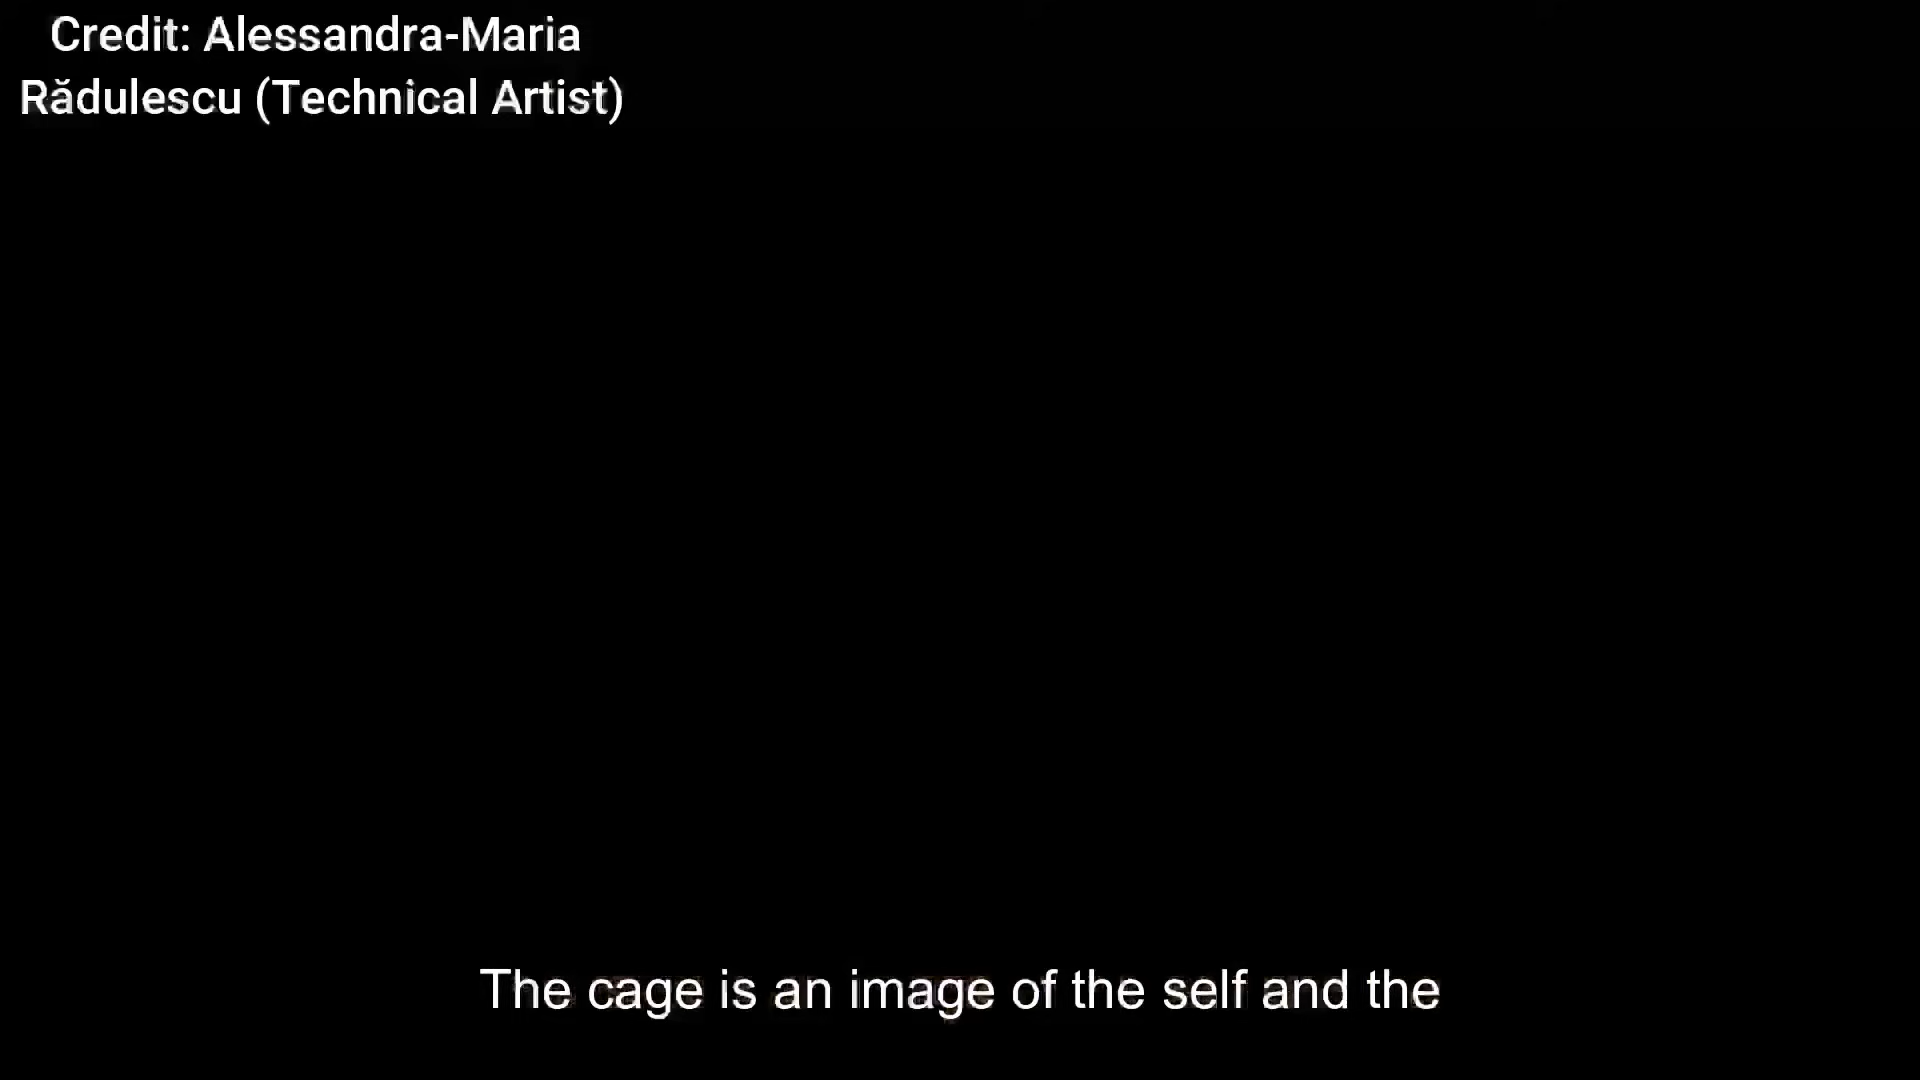 Credit: Alessandra-Maria
Rădulescu (Technical Artist)
The cage is an image of the self and the